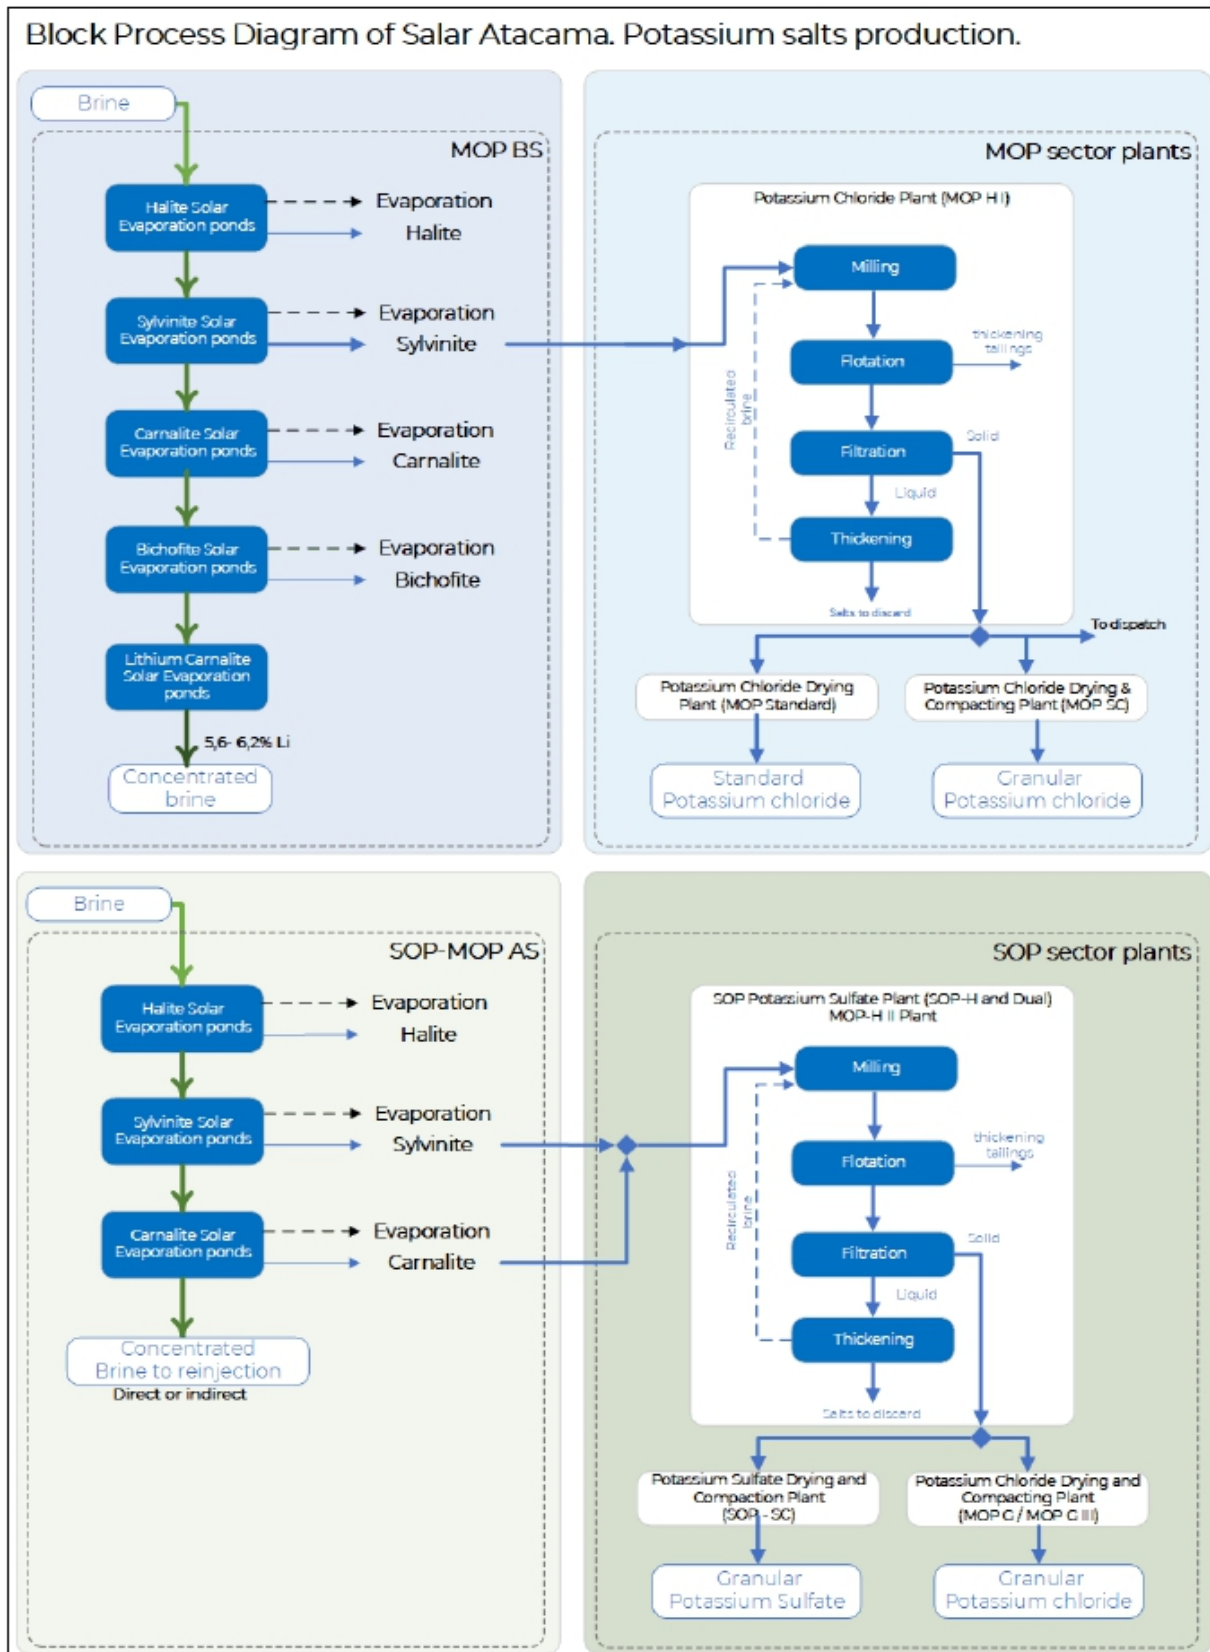 Block Process Diagram of Salar Atacama. Potassium salts production.
Brine
MOP BS
Halite Solar
Evaporation ponds
Evaporation
Halite
Sylvinite Solar
Evaporation ponds
Evaporation
Sylvinite
Carnalite Solar
Evaporation ponds
Evaporation
Carnalite
Bichofite Solar
Evaporation ponds
Evaporation
Bichofite
Lithium Carnalite
Solar Evaporation
ponds
5,6- 6,2% Li
Concentrated
brine
MOP sector plants
Potassium Chloride Plant (MOP H I)
Milling
Flotation
thickening
tailings
Recirculated
brine
Filtration
Solid
Liquid
Thickening
Salts to discard
To dispatch
Potassium Chloride Drying
Plant (MOP Standard)
Potassium Chloride Drying &
Compacting Plant (MOP SC)
Standard
Potassium chloride
Granular
Potassium chloride
Brine
SOP-MOP AS
Halite Solar
Evaporation ponds
Evaporation
Halite
Sylvinite Solar
Evaporation ponds
Evaporation
Sylvinite
Carnalite Solar
Evaporation ponds
Evaporation
Carnalite
Concentrated
Brine to reinjection
Direct or indirect
SOP sector plants
SOP Potassium Sulfate Plant (SOP-H and Dual)
MOP-H II Plant
Milling
Flotation
thickening
tailings
Recirculated
brine
Filtration
Solid
Liquid
Thickening
Salts to discard
Potassium Sulfate Drying and
Compaction Plant
(SOP - SC)
Potassium Chloride Drying and
Compacting Plant
(MOP G / MOP G III)
Granular
Potassium Sulfate
Granular
Potassium chloride